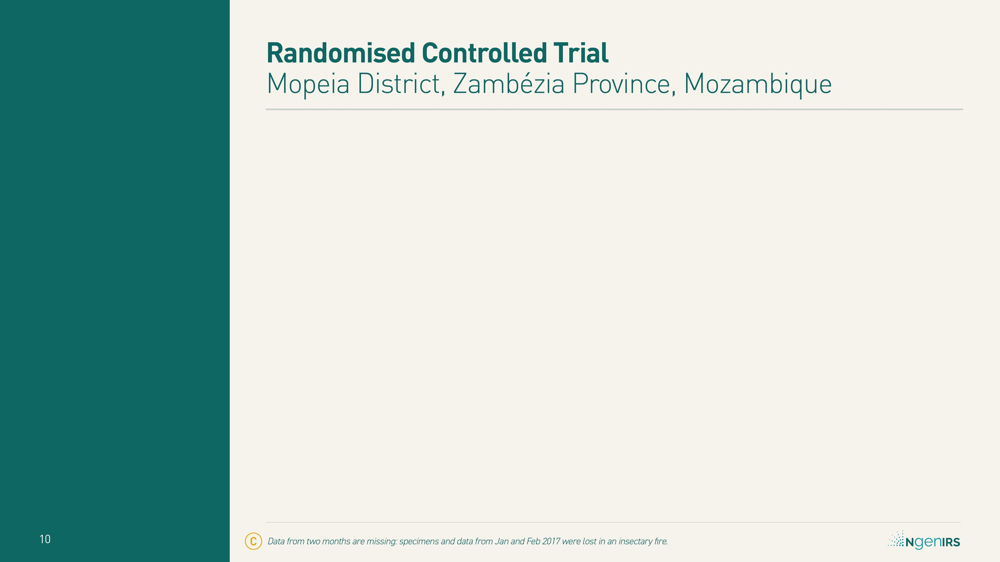 Randomised Controlled Trial
Mopeia District, Zambézia Province, Mozambique
10
C Data from two months are missing: specimens and data from Jan and Feb 2017 were lost in an insectary fire.
NgenIRS